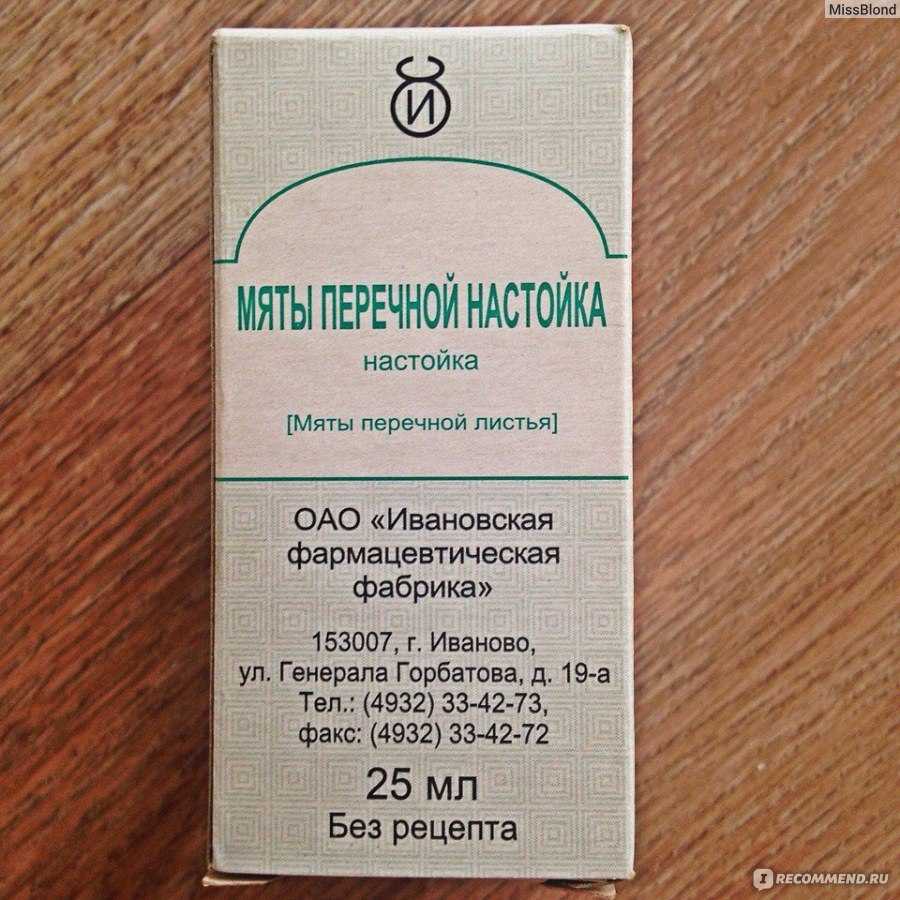 MissBlond
И
МЯТЫ ПЕРЕЧНОЙ НАСТОЙКА
настойка
[Мяты перечной листья]
ОАО «Ивановская
фармацевтическая
фабрика»
153007, г. Иваново,
ул. Генерала Горбатова, д. 19-а
Тел.: (4932) 33-42-73,
факс: (4932) 33-42-72
25 мл
Без рецепта
I RECOMMEND.RU